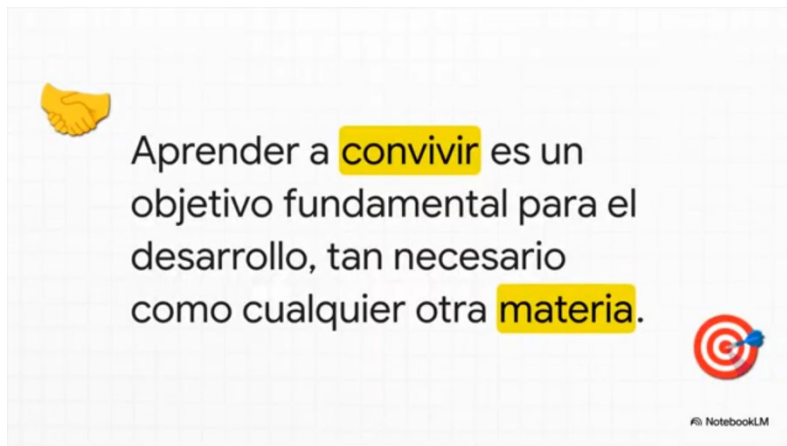 Aprender a convivir es un
objetivo fundamental para el
desarrollo, tan necesario
como cualquier otra materia.
NotebookLM